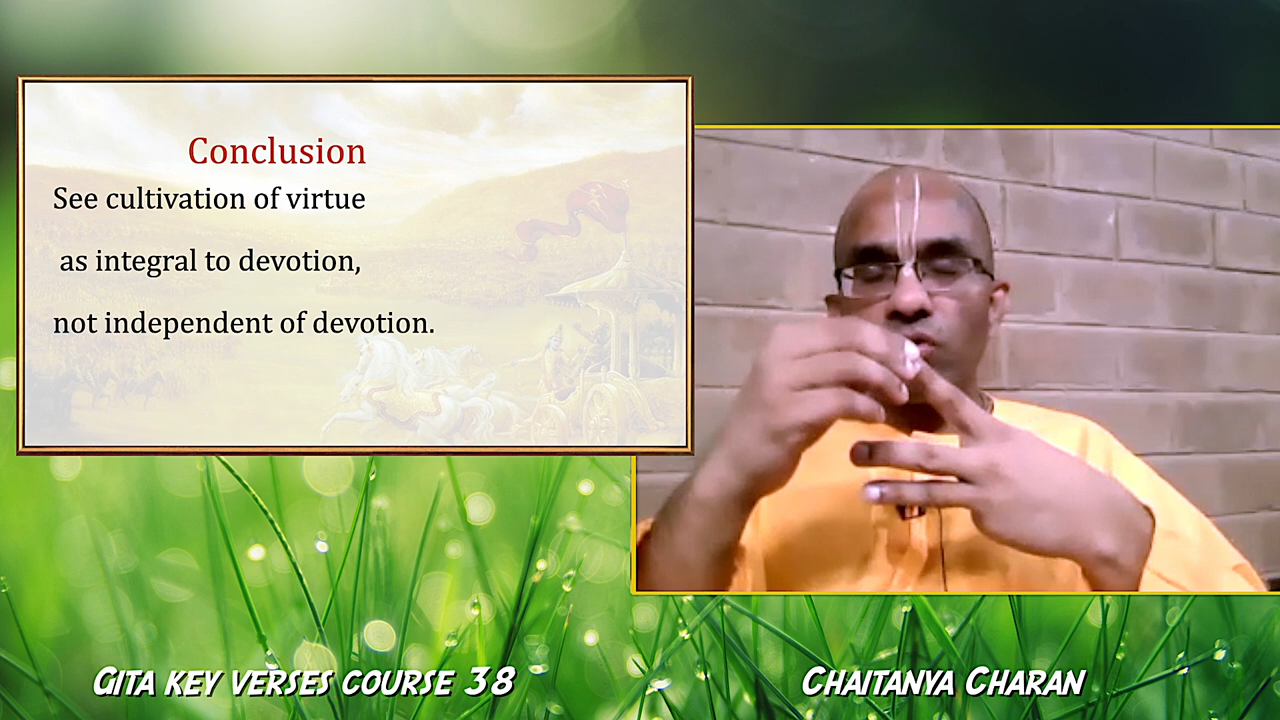 Conclusion
See cultivation of virtue
as integral to devotion,
not independent of devotion.
GITA KEY VERSES COURSE 38
CHAITANYA CHARAN